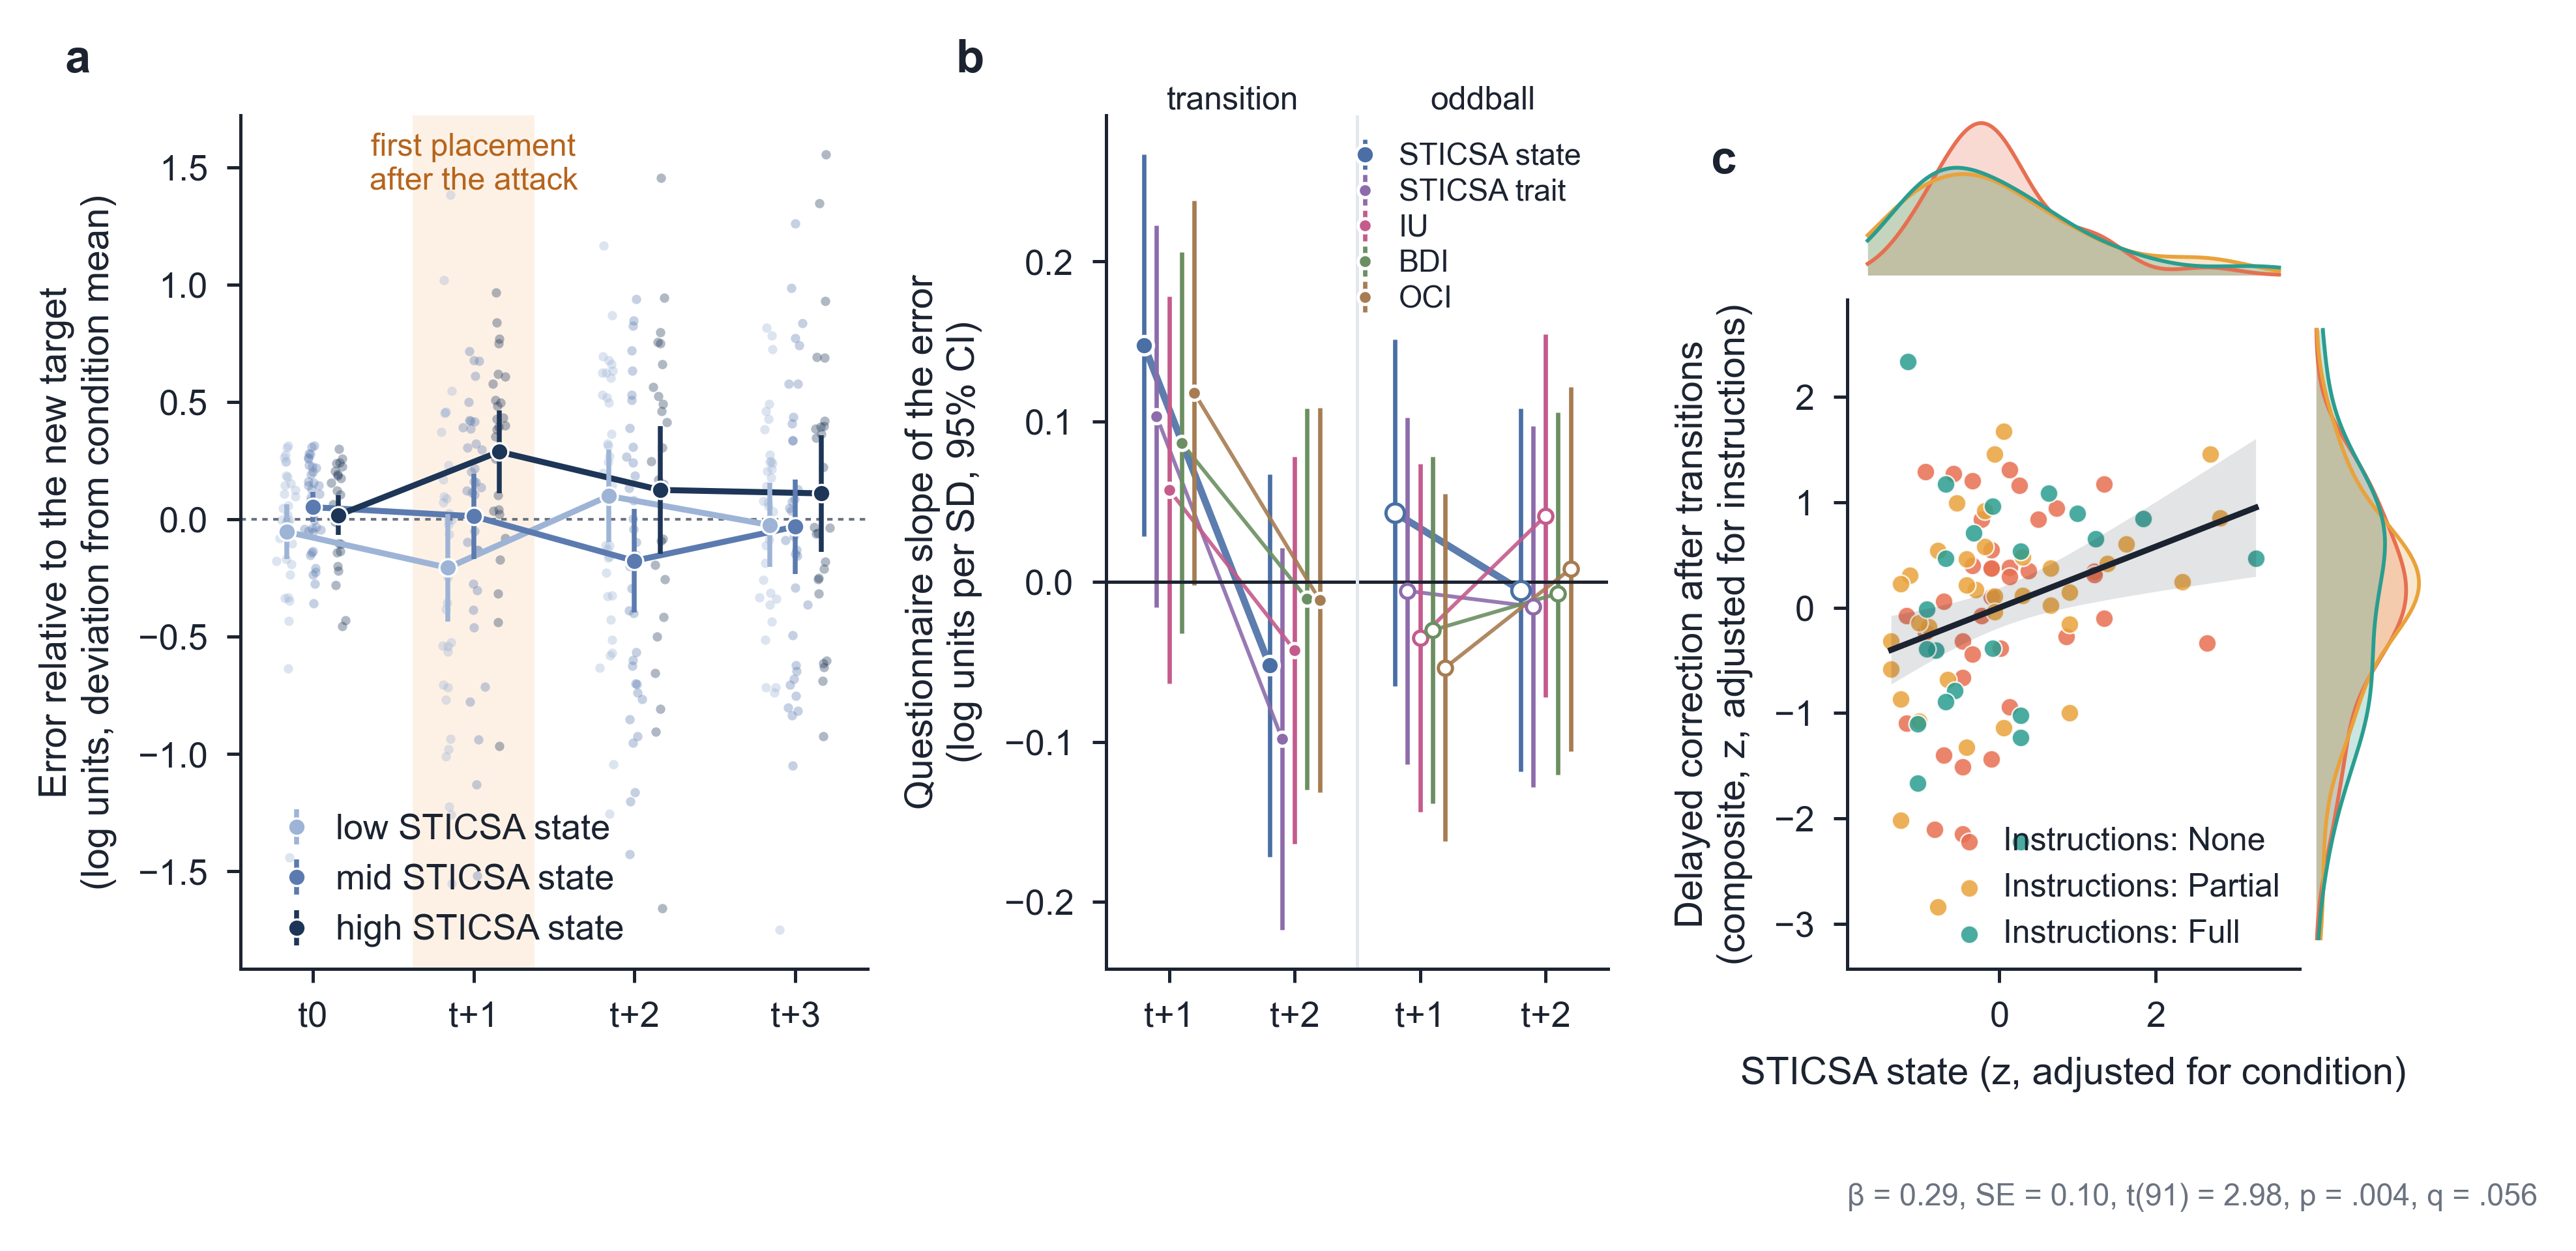 a
Error relative to the new target
(log units, deviation from condition mean)
1.5
1.0
0.5
0.0
−0.5
−1.0
−1.5
first placement
after the attack
low STICSA state
mid STICSA state
high STICSA state
t0
t+1
t+2
t+3
b
Questionnaire slope of the error
(log units per SD, 95% CI)
0.2
0.1
0.0
−0.1
−0.2
transition
oddball
STICSA state
STICSA trait
IU
BDI
OCI
t+1
t+2
t+1
t+2
c
Delayed correction after transitions
(composite, z, adjusted for instructions)
2
1
0
−1
−2
−3
Instructions: None
Instructions: Partial
Instructions: Full
0
2
STICSA state (z, adjusted for condition)
β = 0.29, SE = 0.10, t(91) = 2.98, p = .004, q = .056